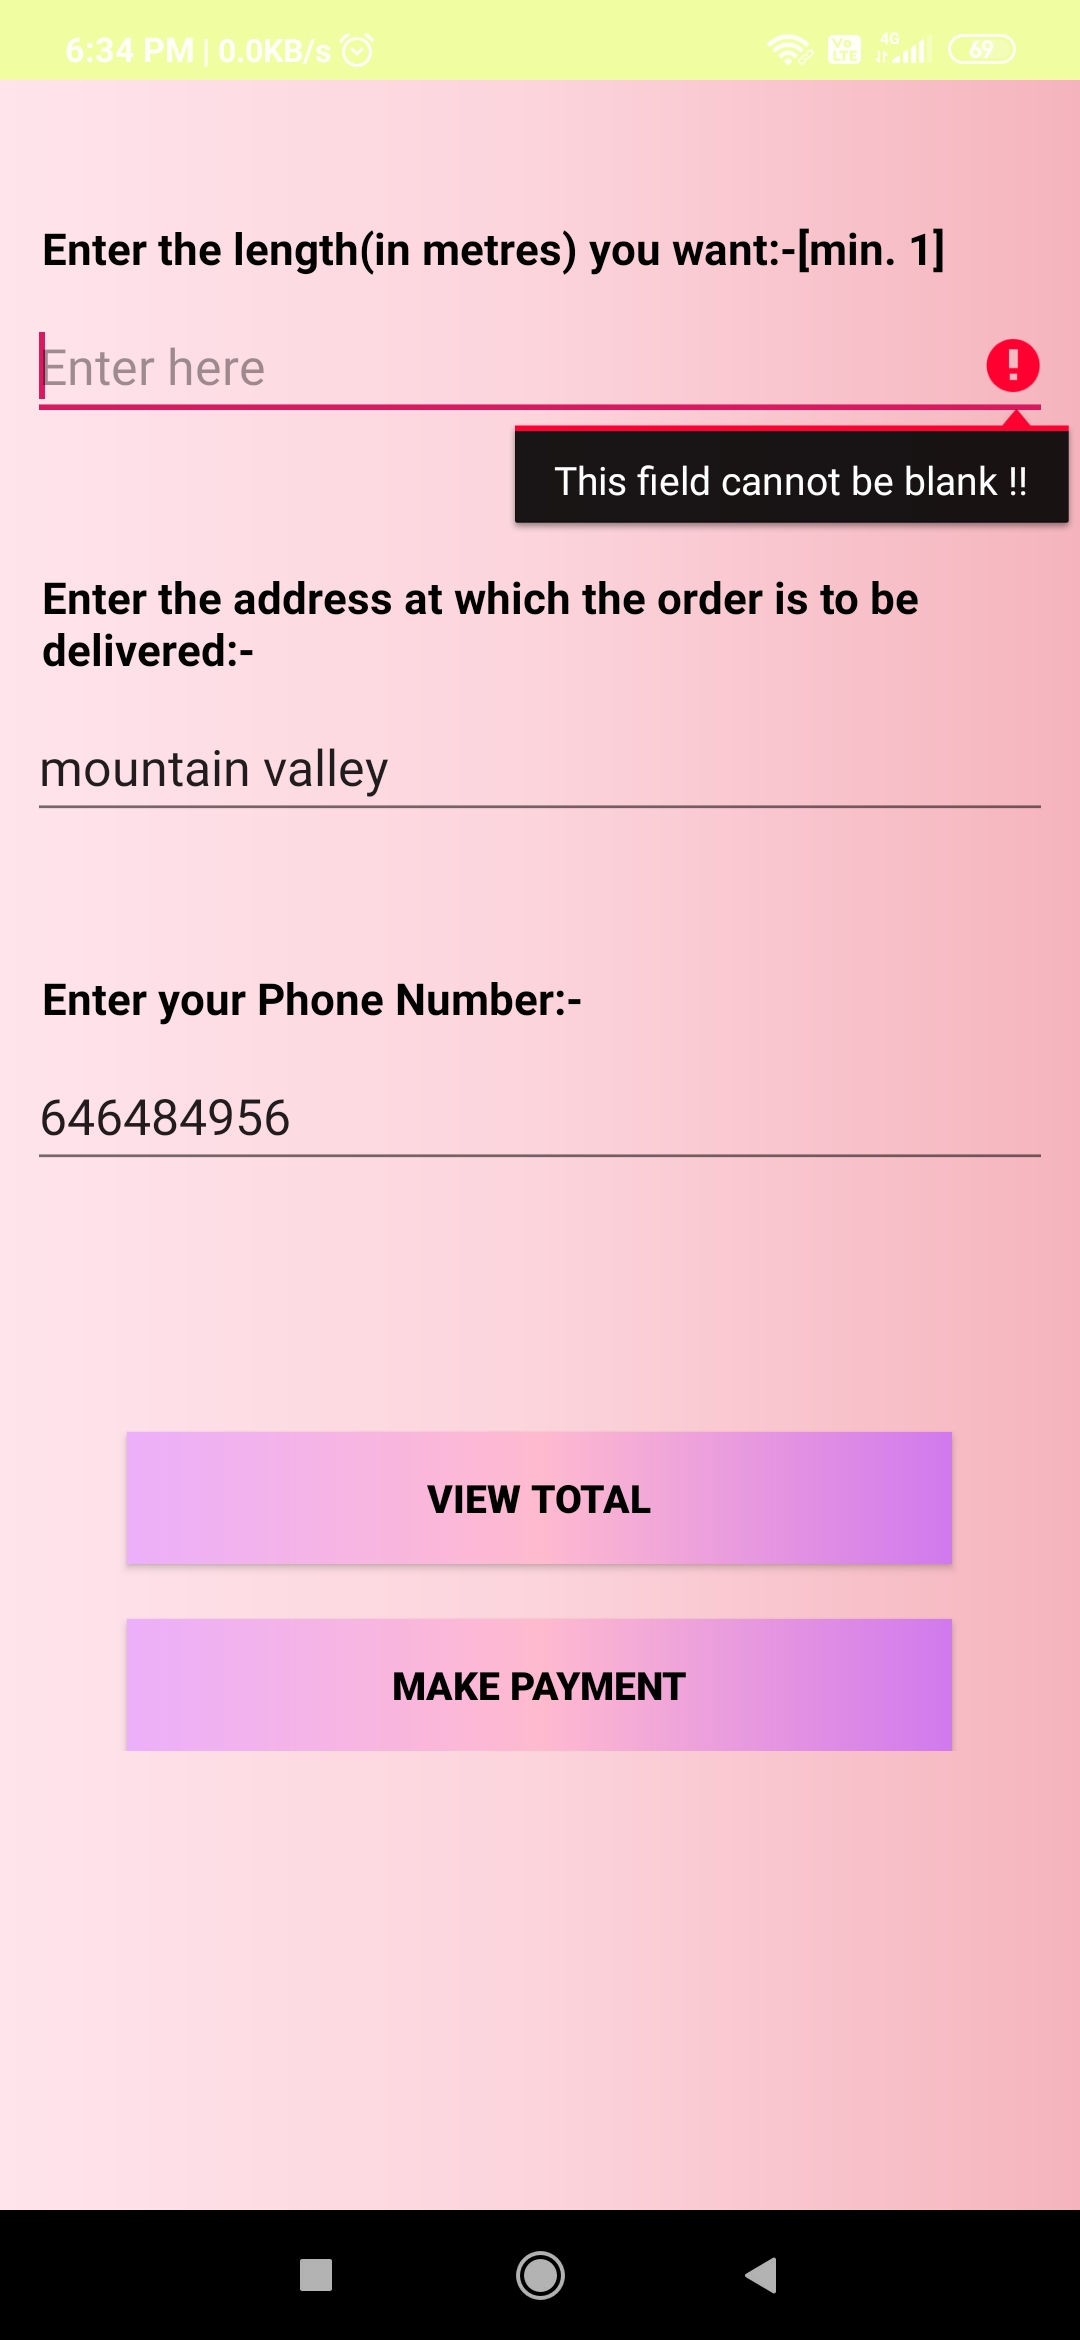 6:34 PM | 0.0KB/s
Vo LTE 4G 69
Enter the length(in metres) you want:-[min. 1]
Enter here
This field cannot be blank !!
Enter the address at which the order is to be
delivered:-
mountain valley
Enter your Phone Number:-
646484956
VIEW TOTAL
MAKE PAYMENT